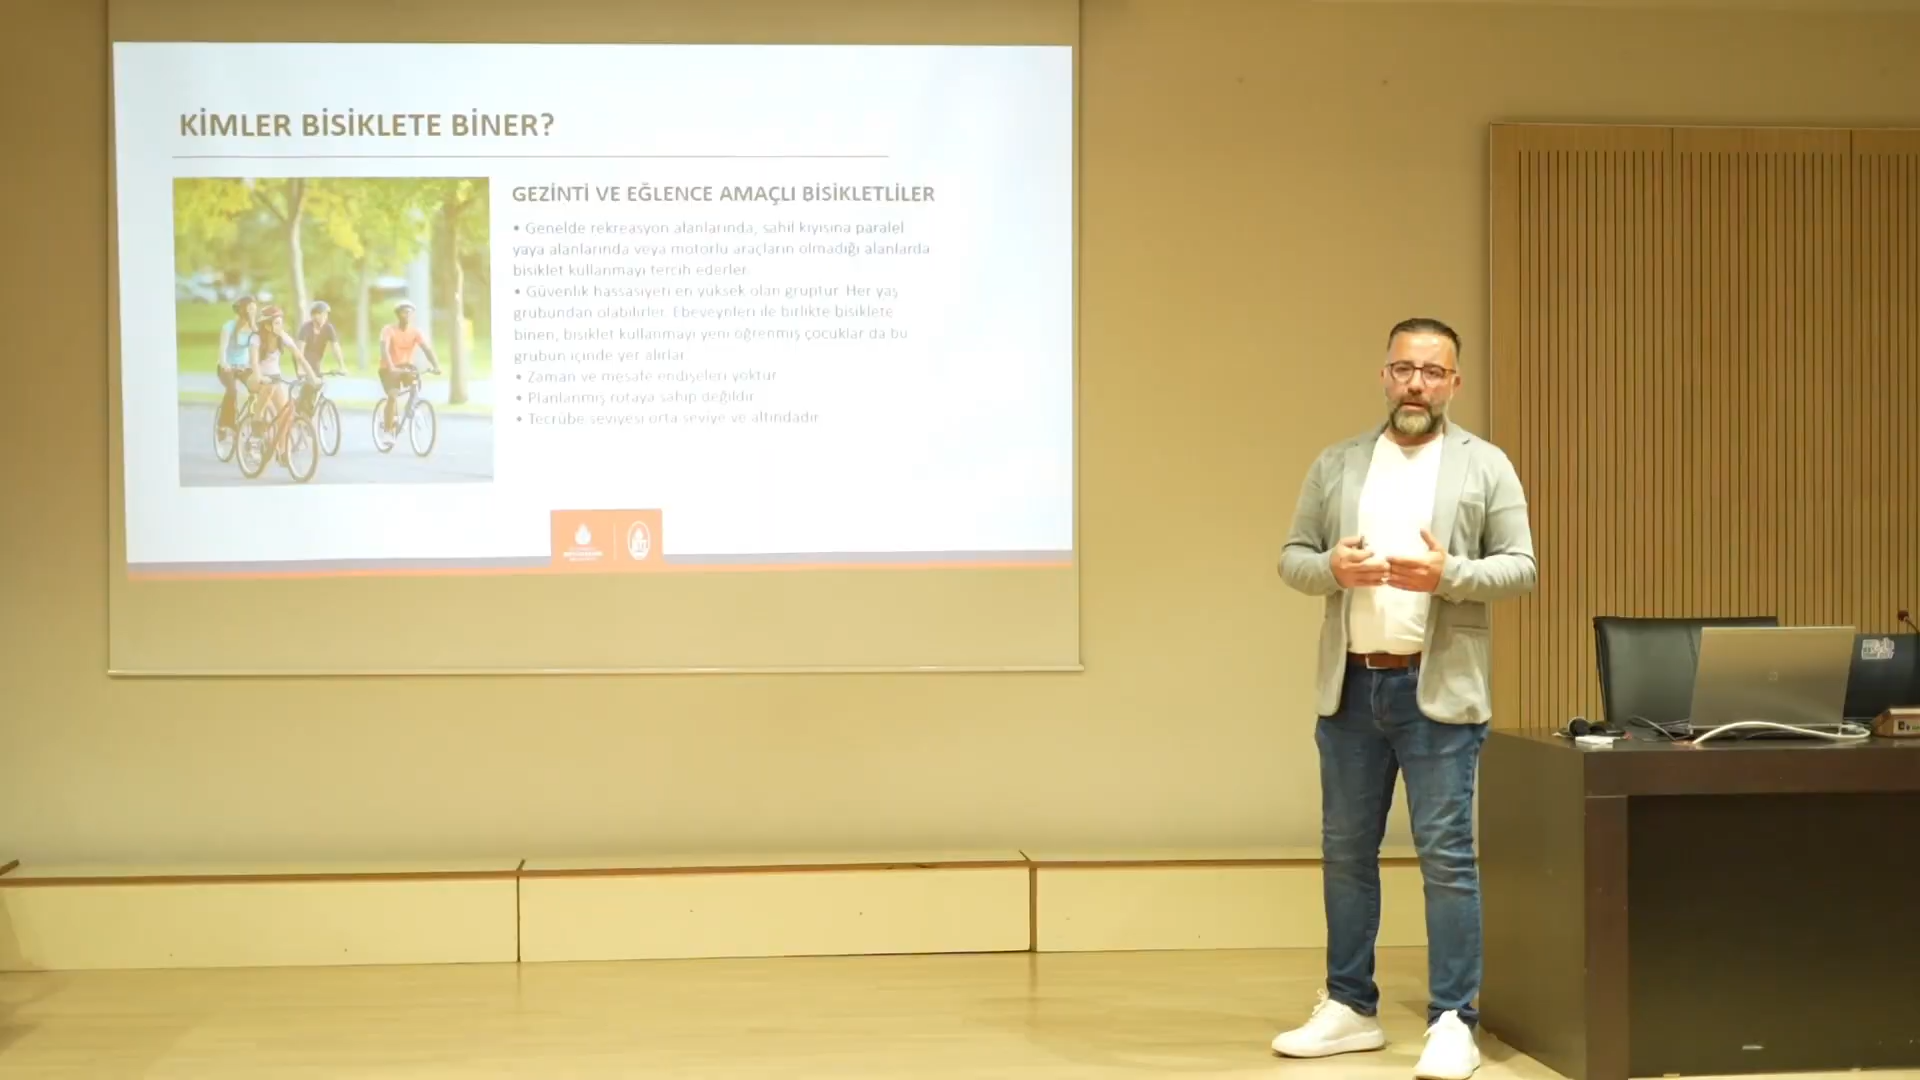 KİMLER BİSİKLETE BİNER?
GEZİNTİ VE EĞLENCE AMAÇLI BİSİKLETLİLER
• Genelde rekreasyon alanlarında, sahil kıyısına paralel
yaya alanlarında veya motorlu araçların olmadığı alanlarda
bisiklet kullanmayı tercih ederler.
• Güvenlik hassasiyeti en yüksek olan gruptur. Her yaş
grubundan olabilirler. Ebeveynleri ile birlikte bisiklete
binen, bisiklet kullanmayı yeni öğrenmiş çocuklar da bu
grubun içinde yer alırlar.
• Zaman ve mesafe endişeleri yoktur.
• Planlanmış rotaya sahip değildir.
• Tecrübe seviyesi orta seviye ve altındadır.